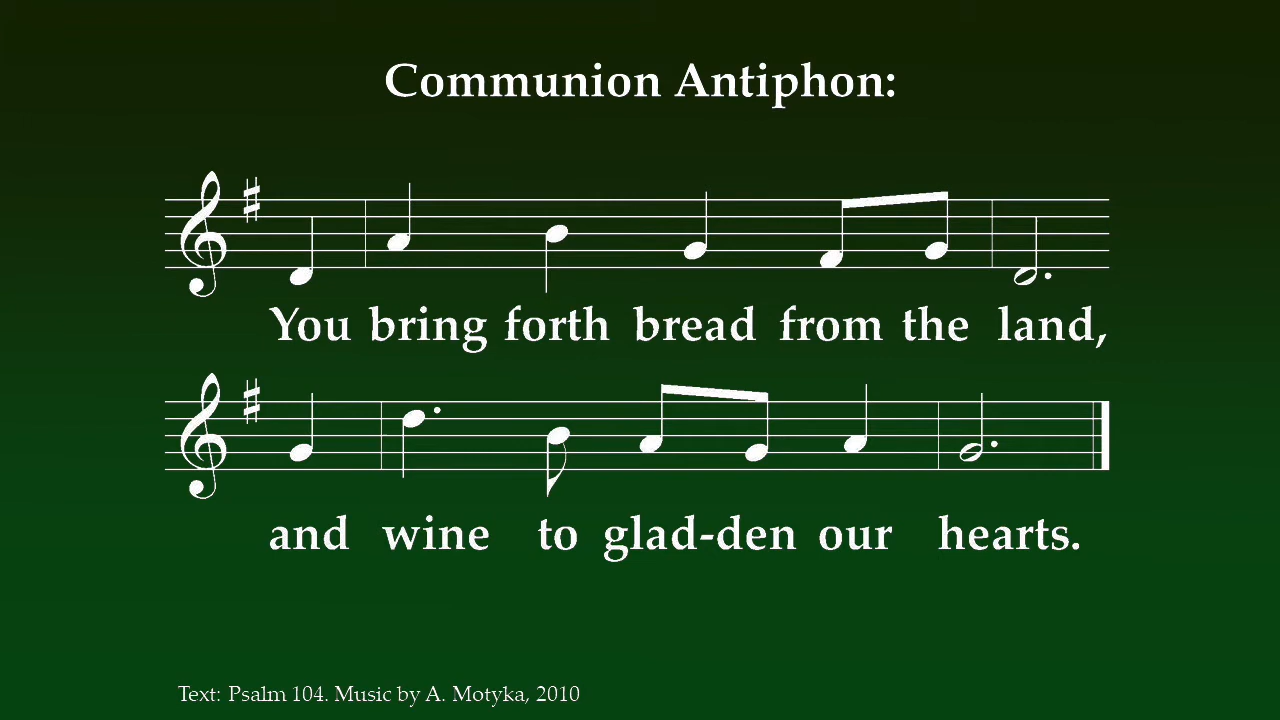 Communion Antiphon:
You bring forth bread from the land,
and wine to glad-den our hearts.
Text: Psalm 104. Music by A. Motyka, 2010